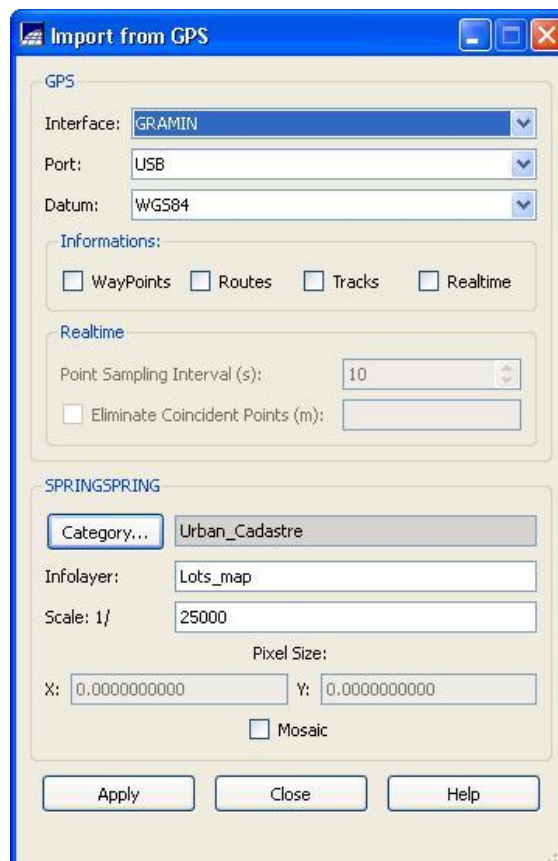 Import from GPS
GPS
Interface: GRAMIN
Port: USB
Datum: WGS84
Informations:
WayPoints Routes Tracks Realtime
Realtime
Point Sampling Interval (s): 10
Eliminate Coincident Points (m):
SPRINGSPRING
Category... Urban_Cadastre
Infolayer: Lots_map
Scale: 1/ 25000
Pixel Size:
X: 0.0000000000 Y: 0.0000000000
Mosaic
Apply Close Help